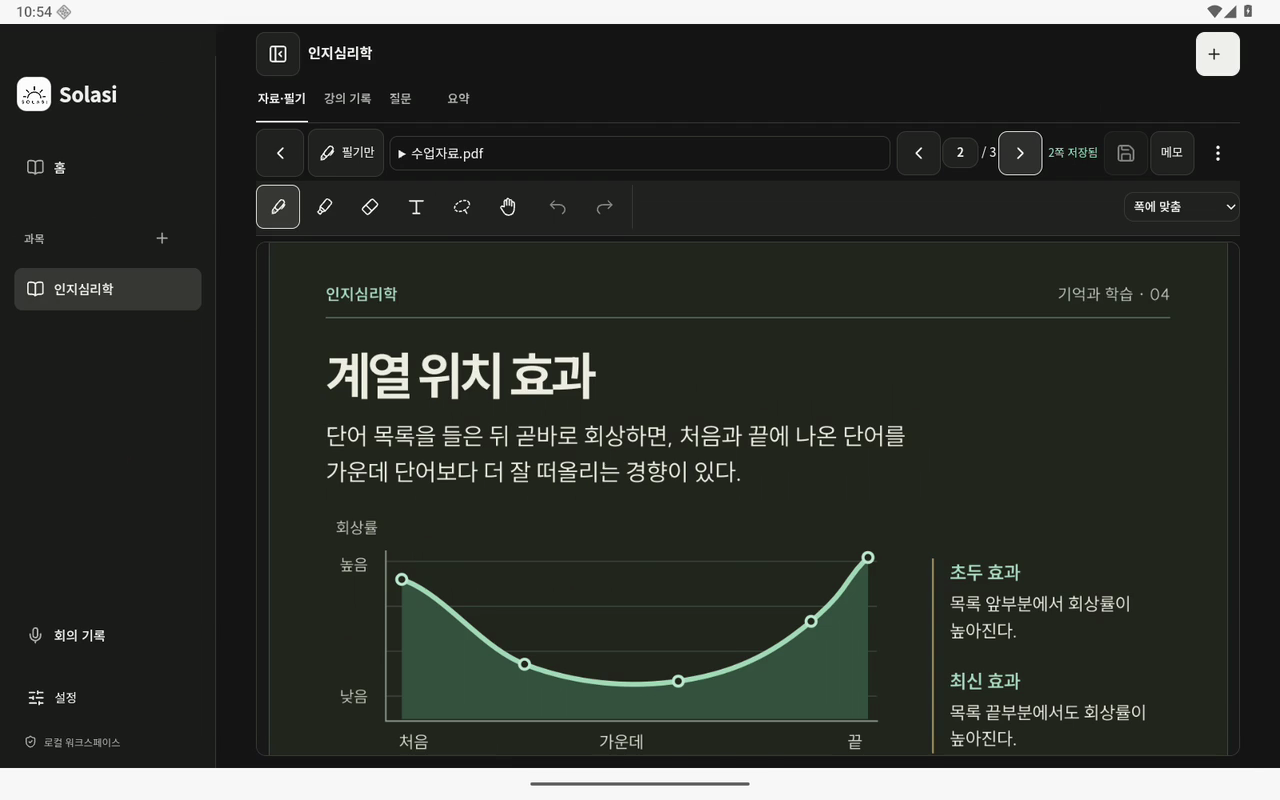 10:54
인지심리학
SOLASI
Solasi
자료·필기
강의 기록
질문
요약
홈
필기만
▶ 수업자료.pdf
2
/ 3
2쪽 저장됨
메모
폭에 맞춤
과목
인지심리학
회의 기록
설정
로컬 워크스페이스
인지심리학
기억과 학습 · 04
계열 위치 효과
단어 목록을 들은 뒤 곧바로 회상하면, 처음과 끝에 나온 단어를
가운데 단어보다 더 잘 떠올리는 경향이 있다.
회상률
높음
낮음
처음
가운데
끝
초두 효과
목록 앞부분에서 회상률이
높아진다.
최신 효과
목록 끝부분에서도 회상률이
높아진다.